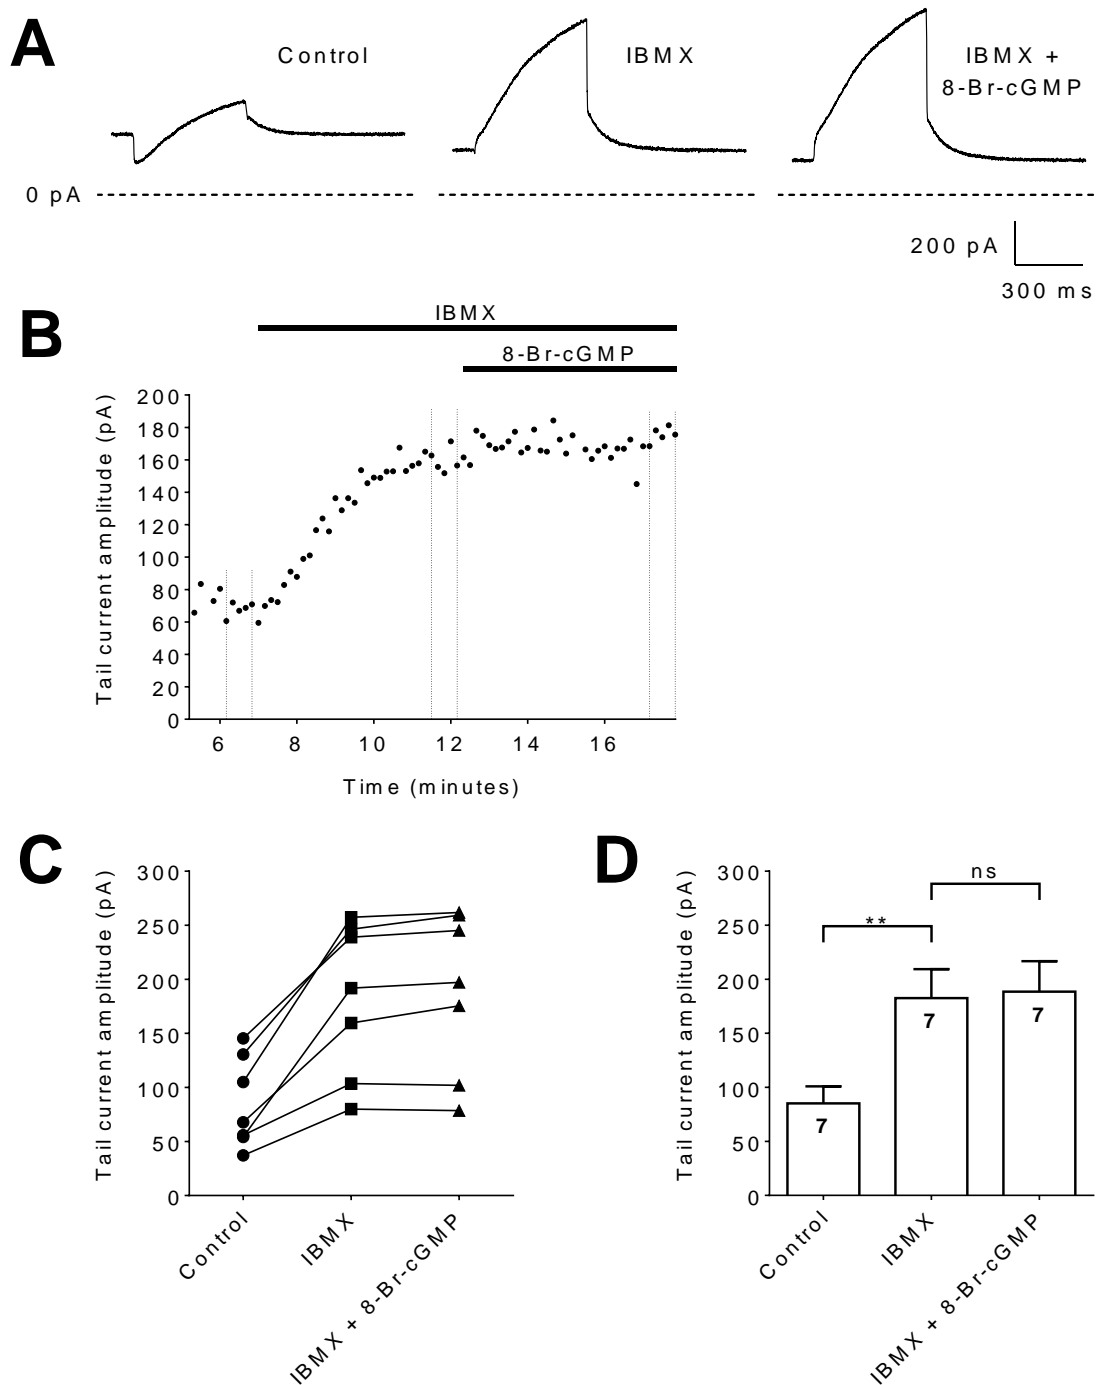 A
Control
IBMX
IBMX +
8-Br-cGMP
0 pA
200 pA
300 ms
B
IBMX
8-Br-cGMP
Tail current amplitude (pA)
200
180
160
140
120
100
80
60
40
20
0
6 8 10 12 14 16
Time (minutes)
C
Tail current amplitude (pA)
300
250
200
150
100
50
0
Control
IBMX
IBMX + 8-Br-cGMP
D
Tail current amplitude (pA)
300
250
200
150
100
50
0
**
ns
7
7
7
Control
IBMX
IBMX + 8-Br-cGMP